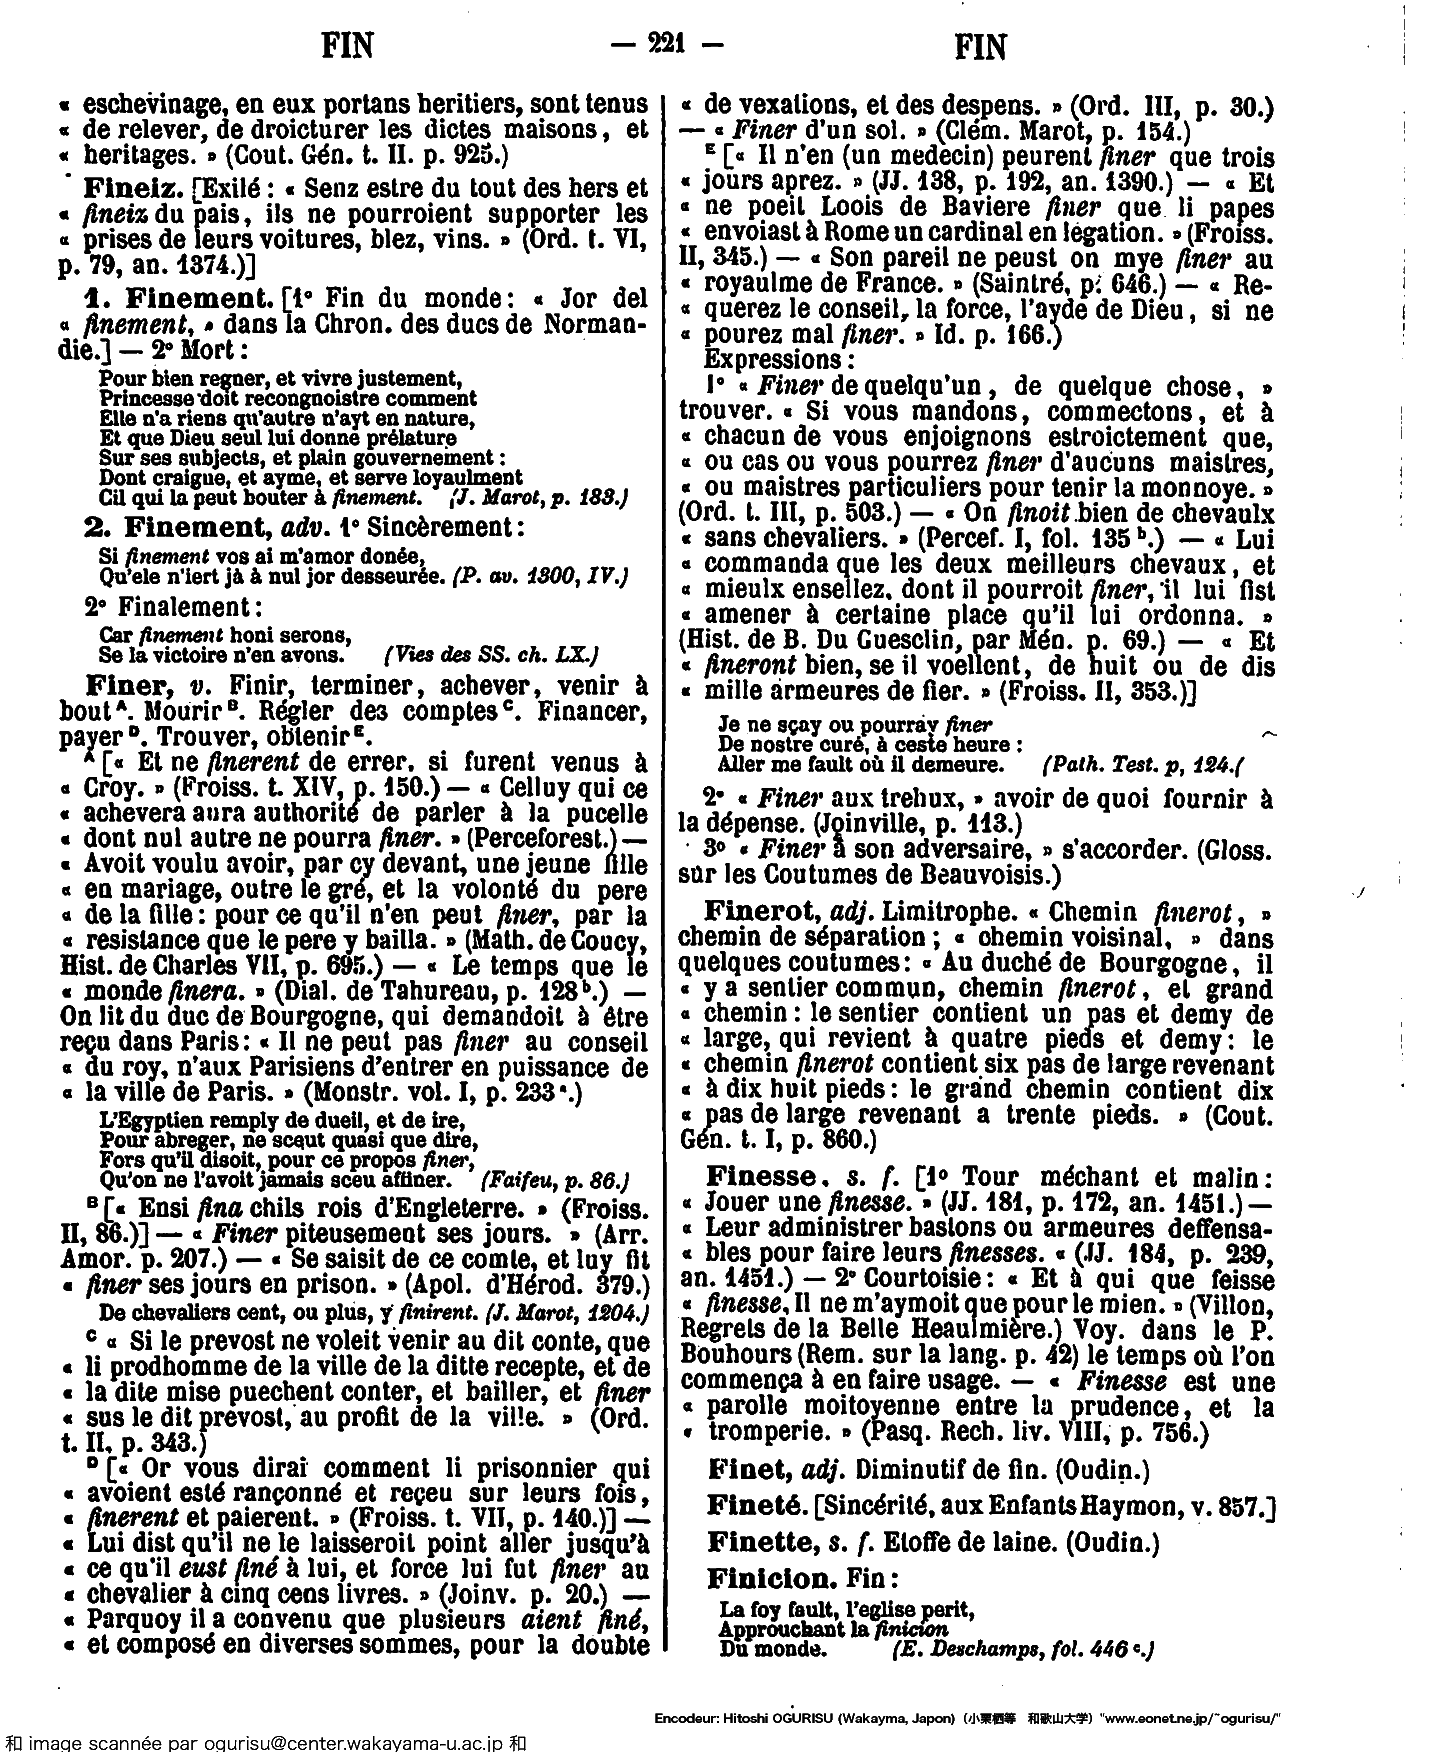 FIN — 221 — FIN
« eschevinage, en eux portans heritiers, sont tenus
« de relever, de droicturer les dictes maisons, et
« heritages. » (Cout. Gén. t. II. p. 925.)
Fineiz. [Exilé : « Senz estre du tout des hers et
« fineiz du païs, ils ne pourroient supporter les
« prises de leurs voitures, blez, vins. » (Ord. t. VI,
p. 79, an. 1374.)]
1. Finement. [1° Fin du monde : « Jor del
« finement, » dans la Chron. des ducs de Norman-
die.] — 2° Mort :
Pour bien regner, et vivre justement,
Princesse doit recongnoistre comment
Elle n'a riens qu'autre n'ayt en nature,
Et que Dieu seul lui donne prélature
Sur ses subjects, et plain gouvernement :
Dont craigue, et ayme, et serve loyaulment
Cil qui la peut bouter à finement. (J. Marot, p. 183.)
2. Finement, adv. 1° Sincèrement :
Si finement vos ai m'amor donée,
Qu'ele n'iert jà à nul jor desseurée. (P. av. 1300, IV.)
2° Finalement :
Car finement honi serons,
Se la victoire n'en avons. (Vies des SS. ch. LX.)
Finer, v. Finir, terminer, achever, venir à
bout A. Mourir B. Régler des comptes C. Financer,
payer D. Trouver, obtenir E.
A [« Et ne finerent de errer, si furent venus à
« Croy. » (Froiss. t. XIV, p. 150.) — « Celluy qui ce
« achevera aura authorité de parler à la pucelle
« dont nul autre ne pourra finer. » (Perceforest.) —
« Avoit voulu avoir, par cy devant, une jeune fille
« en mariage, outre le gré, et la volonté du pere
« de la fille : pour ce qu'il n'en peut finer, par la
« resistance que le pere y bailla. » (Math. de Coucy,
Hist. de Charles VII, p. 695.) — « Le temps que le
« monde finera. » (Dial. de Tahureau, p. 128 b.) —
On lit du duc de Bourgogne, qui demandoit à être
reçu dans Paris : « Il ne peut pas finer au conseil
« du roy, n'aux Parisiens d'entrer en puissance de
« la ville de Paris. » (Monstr. vol. I, p. 233 a.)
L'Egyptien remply de dueil, et de ire,
Pour abreger, ne scąut quasi que dire,
Fors qu'il disoit, pour ce propos finer,
Qu'on ne l'avoit jamais sceu affiner. (Faifeu, p. 86.)
B [« Ensi fina chils rois d'Engleterre. » (Froiss.
II, 86.)] — « Finer piteusement ses jours. » (Arr.
Amor. p. 207.) — « Se saisit de ce comte, et luy fit
« finer ses jours en prison. » (Apol. d'Hérod. 379.)
De chevaliers cent, ou plus, y finirent. (J. Marot, 1204.)
C « Si le prevost ne voleit venir au dit conte, que
« li prodhomme de la ville de la ditte recepte, et de
« la dite mise puechent conter, et bailler, et finer
« sus le dit prevost, au profit de la ville. » (Ord.
t. II, p. 343.)
D [« Or vous dirai comment li prisonnier qui
« avoient esté rançonné et reçeu sur leurs fois,
« finerent et paierent. » (Froiss. t. VII, p. 140.)] —
« Lui dist qu'il ne le laisseroit point aller jusqu'à
« ce qu'il eust finé à lui, et force lui fut finer au
« chevalier à cinq cens livres. » (Joinv. p. 20.) —
« Parquoy il a convenu que plusieurs aient finé,
« et composé en diverses sommes, pour la doubte
« de vexations, et des despens. » (Ord. III, p. 30.)
— « Finer d'un sol. » (Clém. Marot, p. 154.)
E [« Il n'en (un medecin) peurent finer que trois
« jours aprez. » (JJ. 138, p. 192, an. 1390.) — « Et
« ne poeit Loois de Baviere finer que li papes
« envoiast à Rome un cardinal en légation. » (Froiss.
II, 345.) — « Son pareil ne peust on mye finer au
« royaulme de France. » (Saintré, p. 646.) — « Re-
« querez le conseil, la force, l'ayde de Dieu, si ne
« pourez mal finer. » Id. p. 166.)
Expressions :
1° « Finer de quelqu'un, de quelque chose, »
trouver. « Si vous mandons, commectons, et à
« chacun de vous enjoignons estroictement que,
« ou cas ou vous pourrez finer d'aucuns maistres,
« ou maistres particuliers pour tenir la monnoye. »
(Ord. t. III, p. 503.) — « On finoit bien de chevaulx
« sans chevaliers. » (Percef. I, fol. 135 b.) — « Lui
« commanda que les deux meilleurs chevaux, et
« mieulx ensellez, dont il pourroit finer, il lui fist
« amener à certaine place qu'il lui ordonna. »
(Hist. de B. Du Guesclin, par Mén. p. 69.) — « Et
« fineront bien, se il voellent, de huit ou de dis
« mille armeures de fier. » (Froiss. II, 353.)]
Je ne sçay ou pourray finer
De nostre curé, à ceste heure :
Aller me fault où il demeure. (Path. Test. p, 124.(
2° « Finer aux trehux, » avoir de quoi fournir à
la dépense. (Joinville, p. 113.)
3° « Finer à son adversaire, » s'accorder. (Gloss.
sur les Coutumes de Beauvoisis.)
Finerot, adj. Limitrophe. « Chemin finerot, »
chemin de séparation ; « chemin voisinal, » dans
quelques coutumes : « Au duché de Bourgogne, il
« y a sentier commun, chemin finerot, et grand
« chemin : le sentier contient un pas et demy de
« large, qui revient à quatre pieds et demy : le
« chemin finerot contient six pas de large revenant
« à dix huit pieds : le grand chemin contient dix
« pas de large revenant a trente pieds. » (Cout.
Gén. t. I, p. 860.)
Finesse, s. f. [1° Tour méchant et malin :
« Jouer une finesse. » (JJ. 181, p. 172, an. 1451.) —
« Leur administrer bastons ou armeures deffensa-
« bles pour faire leurs finesses. « (JJ. 184, p. 239,
an. 1451.) — 2° Courtoisie : « Et à qui que feisse
« finesse, Il ne m'aymoit que pour le mien. » (Villon,
Regrets de la Belle Heaulmière.) Voy. dans le P.
Bouhours (Rem. sur la lang. p. 42) le temps où l'on
commença à en faire usage. — « Finesse est une
« parolle moitoyenne entre la prudence, et la
« tromperie. » (Pasq. Rech. liv. VIII, p. 756.)
Finet, adj. Diminutif de fin. (Oudin.)
Fineté. [Sincérité, aux Enfants Haymon, v. 857.]
Finette, s. f. Etoffe de laine. (Oudin.)
Finicion. Fin :
La foy fault, l'eglise perit,
Approuchant la finicion
Du monde. (E. Deschamps, fol. 446 c.)
Encodeur: Hitoshi OGURISU (Wakayma, Japon) (小栗栖等 和歌山大学) "www.eonet.ne.jp/~ogurisu/"
和 image scannée par ogurisu@center.wakayama-u.ac.jp 和